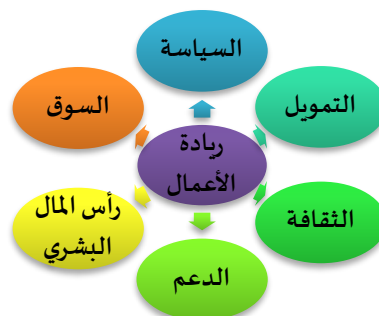 السياسة
التمويل
السوق
ريادة
الأعمال
رأس المال
البشري
الثقافة
الدعم